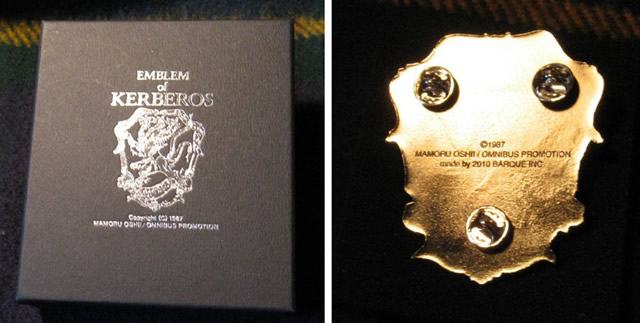 EMBLEM
of
KERBEROS
Copyright (C) 1987
MAMORU OSHII / OMNIBUS PROMOTION
©1987
MAMORU OSHII / OMNIBUS PROMOTION
made by 2010 BARQUE INC.